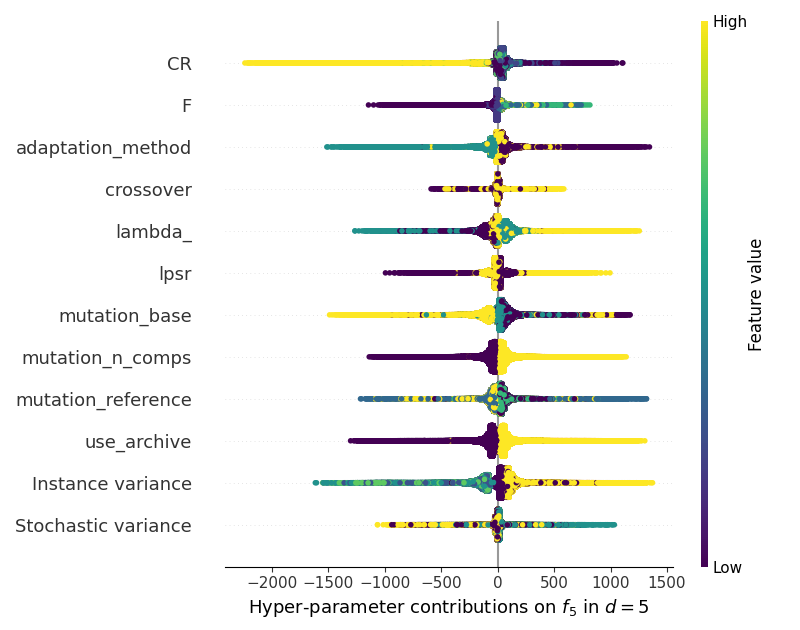 High
CR
F
adaptation_method
crossover
lambda_
lpsr
mutation_base
mutation_n_comps
mutation_reference
use_archive
Instance variance
Stochastic variance
Feature value
Low
−2000 −1500 −1000 −500 0 500 1000 1500
Hyper-parameter contributions on f₅ in d = 5